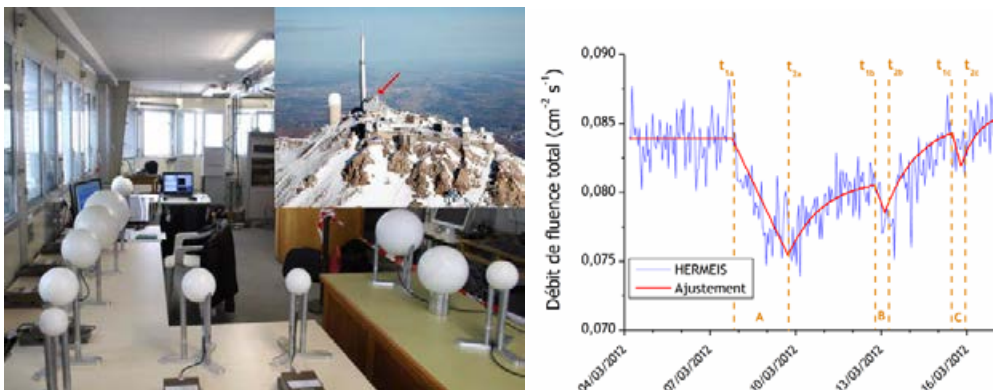 0,090
0,085
0,080
0,075
0,070
Débit de fluence total (cm⁻² s⁻¹)
t1a t2a t1b t2b t1c t2c
HERMEIS
Ajustement
A B C
04/03/2012 07/03/2012 10/03/2012 13/03/2012 16/03/2012